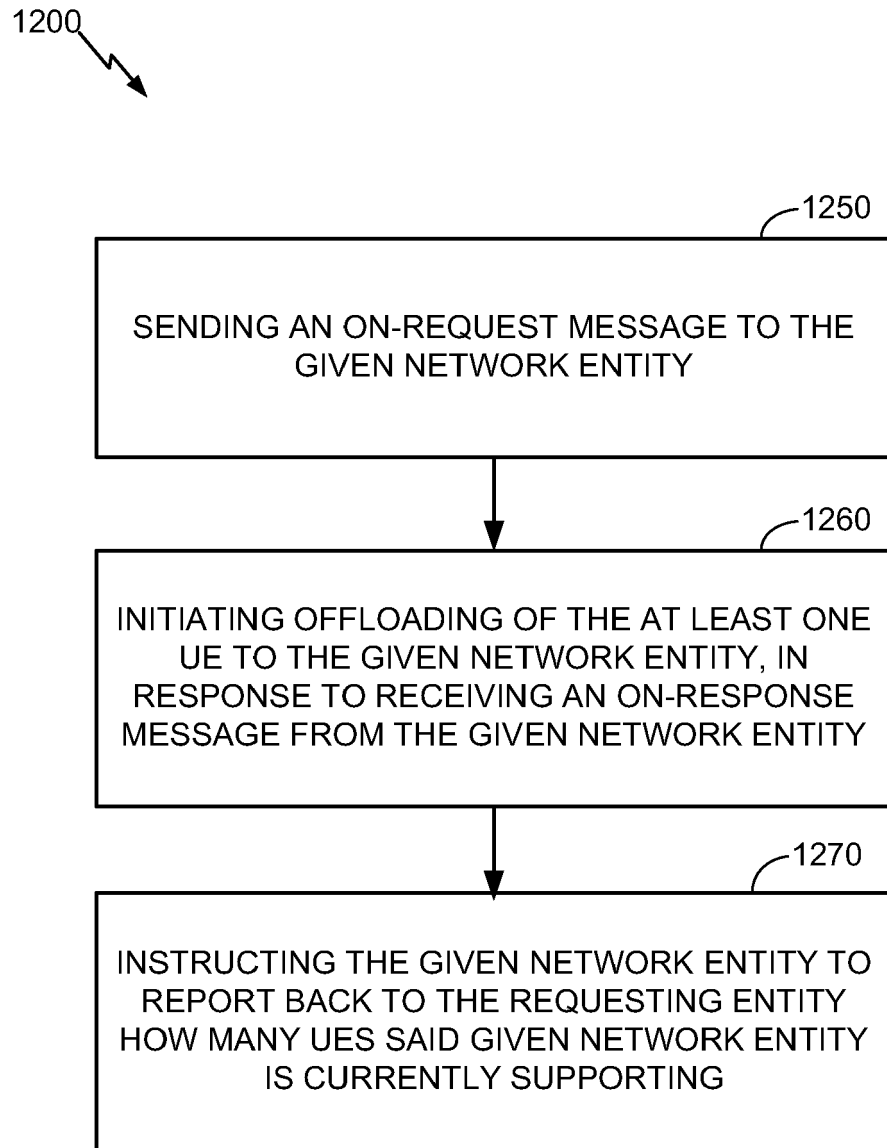 1200
1250
SENDING AN ON-REQUEST MESSAGE TO THE
GIVEN NETWORK ENTITY
1260
INITIATING OFFLOADING OF THE AT LEAST ONE
UE TO THE GIVEN NETWORK ENTITY, IN
RESPONSE TO RECEIVING AN ON-RESPONSE
MESSAGE FROM THE GIVEN NETWORK ENTITY
1270
INSTRUCTING THE GIVEN NETWORK ENTITY TO
REPORT BACK TO THE REQUESTING ENTITY
HOW MANY UES SAID GIVEN NETWORK ENTITY
IS CURRENTLY SUPPORTING